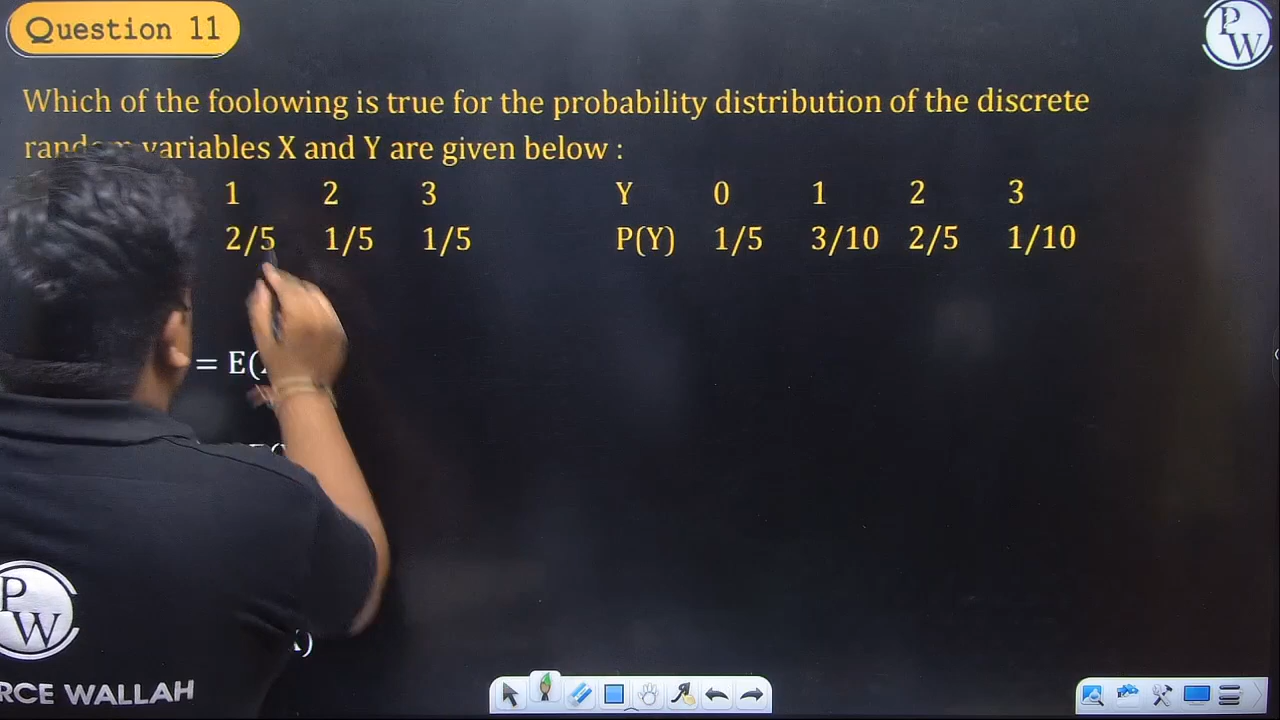 Question 11
PW
Which of the foolowing is true for the probability distribution of the discrete
variables X and Y are given below :
1 2 3 Y 0 1 2 3
2/5 1/5 1/5 P(Y) 1/5 3/10 2/5 1/10
= E(
PW
RCE WALLAH